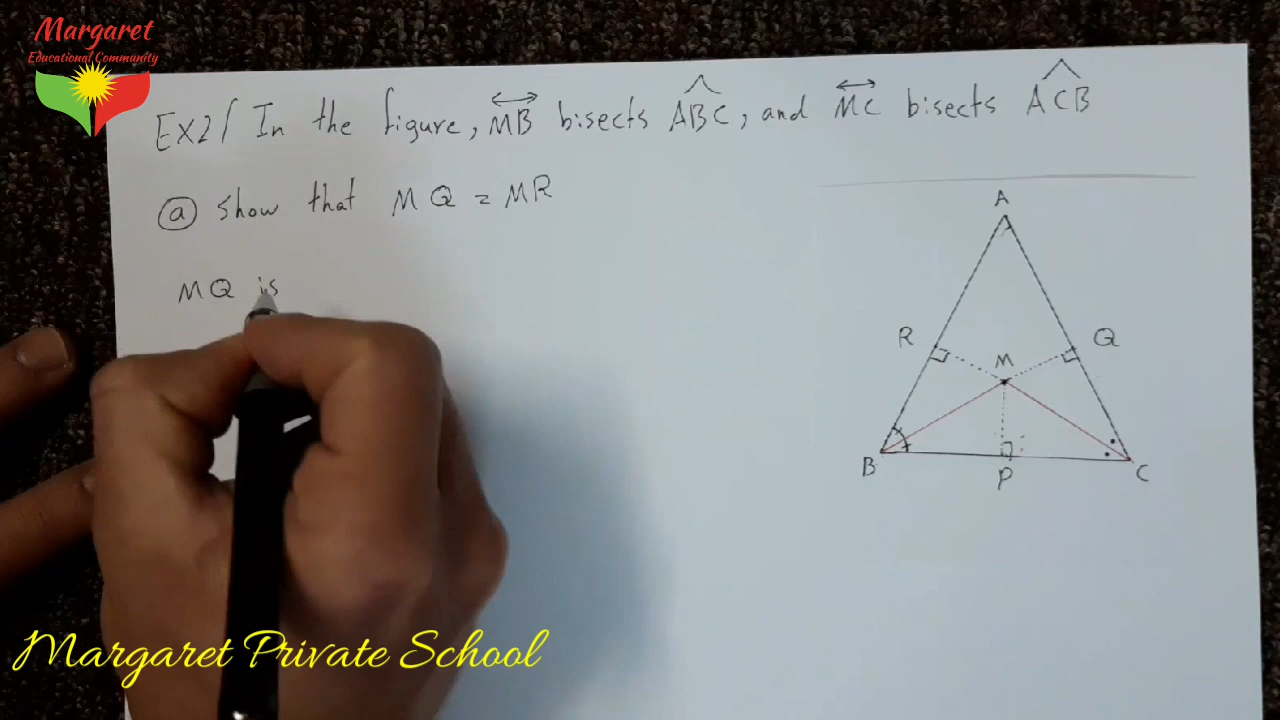 Margaret
Educational Community
EX2/ In the figure, MB bisects ABC, and MC bisects ACB
a show that MQ = MR
MQ is
A
R
Q
M
B
P
C
Margaret Private School